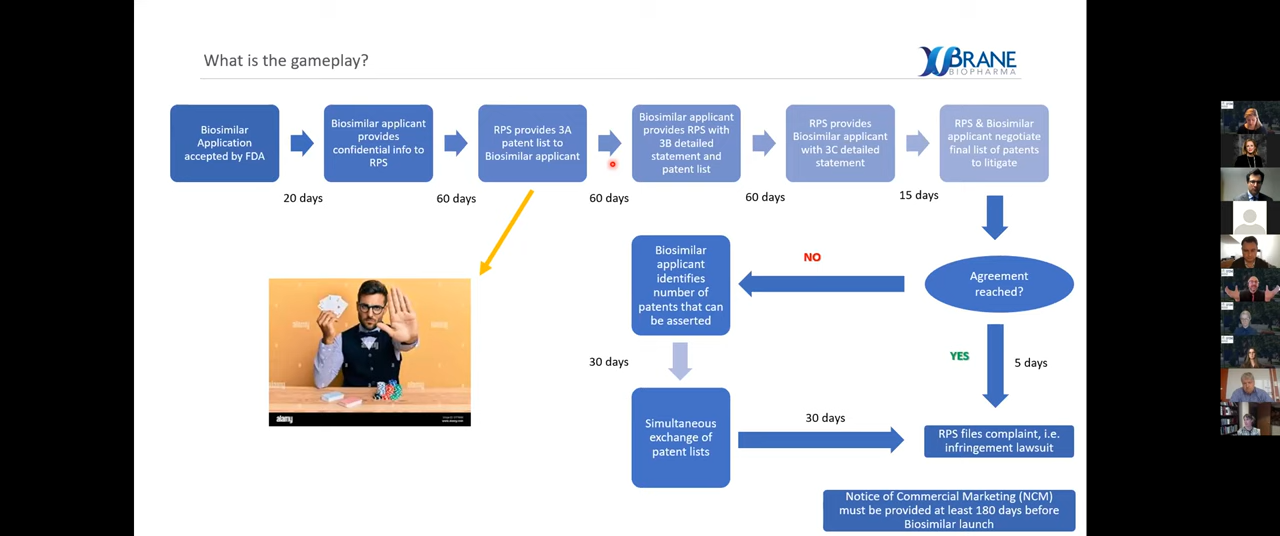 What is the gameplay?
XBRANE
BIOPHARMA
Biosimilar
Application
accepted by FDA
Biosimilar applicant
provides
confidential info to
RPS
RPS provides 3A
patent list to
Biosimilar applicant
Biosimilar applicant
provides RPS with
3B detailed
statement and
patent list
RPS provides
Biosimilar applicant
with 3C detailed
statement
RPS & Biosimilar
applicant negotiate
final list of patents
to litigate
20 days
60 days
60 days
60 days
15 days
Biosimilar
applicant
identifies
number of
patents that can
be asserted
NO
Agreement
reached?
YES
5 days
30 days
Simultaneous
exchange of
patent lists
30 days
RPS files complaint, i.e.
infringement lawsuit
Notice of Commercial Marketing (NCM)
must be provided at least 180 days before
Biosimilar launch
alamy
www.alamy.com